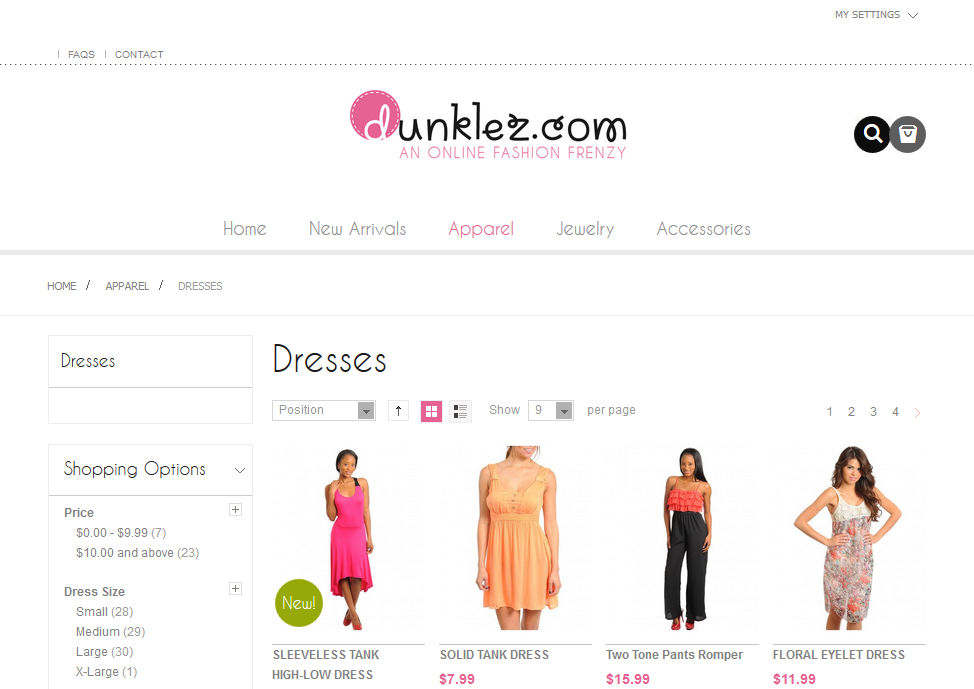 MY SETTINGS
| FAQS | CONTACT
dunklez.com
AN ONLINE FASHION FRENZY
Home New Arrivals Apparel Jewelry Accessories
HOME / APPAREL / DRESSES
Dresses
Dresses
Position Show 9 per page 1 2 3 4
Shopping Options
Price
$0.00 - $9.99 (7)
$10.00 and above (23)
Dress Size
Small (28)
Medium (29)
Large (30)
X-Large (1)
New!
SLEEVELESS TANK
HIGH-LOW DRESS
SOLID TANK DRESS
$7.99
Two Tone Pants Romper
$15.99
FLORAL EYELET DRESS
$11.99